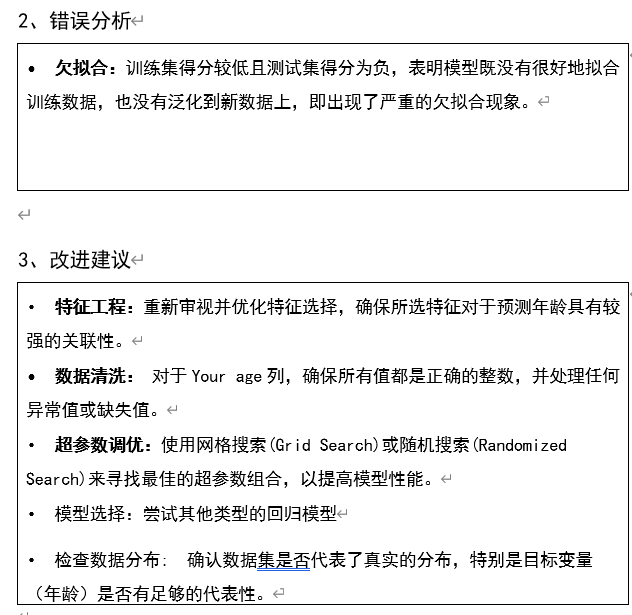 2、错误分析
• 欠拟合：训练集得分较低且测试集得分为负，表明模型既没有很好地拟合
训练数据，也没有泛化到新数据上，即出现了严重的欠拟合现象。
3、改进建议
• 特征工程：重新审视并优化特征选择，确保所选特征对于预测年龄具有较
强的关联性。
• 数据清洗： 对于Your age列，确保所有值都是正确的整数，并处理任何
异常值或缺失值。
• 超参数调优：使用网格搜索(Grid Search)或随机搜索(Randomized
Search)来寻找最佳的超参数组合，以提高模型性能。
• 模型选择：尝试其他类型的回归模型
• 检查数据分布： 确认数据集是否代表了真实的分布，特别是目标变量
（年龄）是否有足够的代表性。